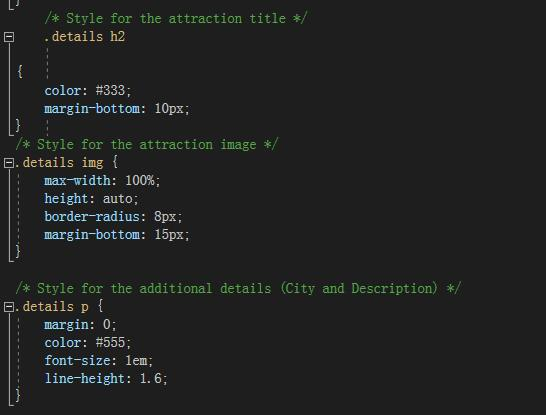 }
/* Style for the attraction title */
.details h2
{
color: #333;
margin-bottom: 10px;
}
/* Style for the attraction image */
.details img {
max-width: 100%;
height: auto;
border-radius: 8px;
margin-bottom: 15px;
}
/* Style for the additional details (City and Description) */
.details p {
margin: 0;
color: #555;
font-size: 1em;
line-height: 1.6;
}